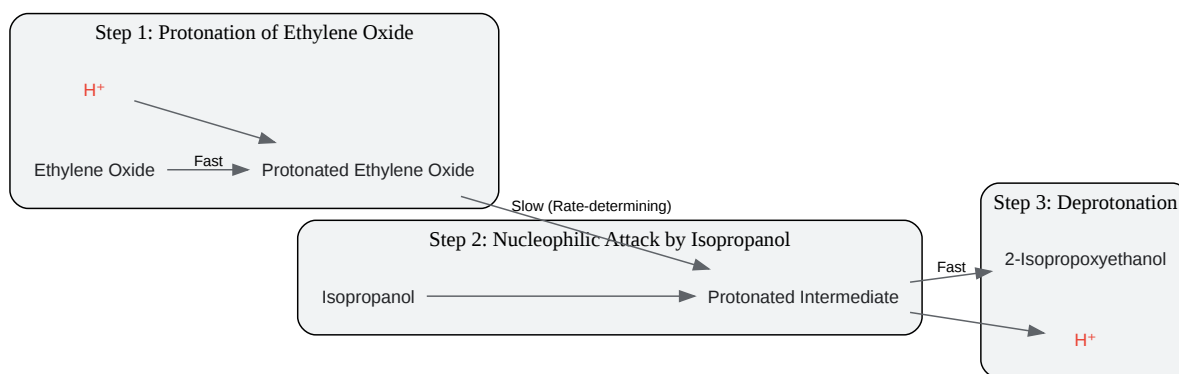 Step 1: Protonation of Ethylene Oxide
H⁺
Ethylene Oxide
Fast
Protonated Ethylene Oxide
Slow (Rate-determining)
Step 2: Nucleophilic Attack by Isopropanol
Isopropanol
Protonated Intermediate
Fast
Step 3: Deprotonation
2-Isopropoxyethanol
H⁺